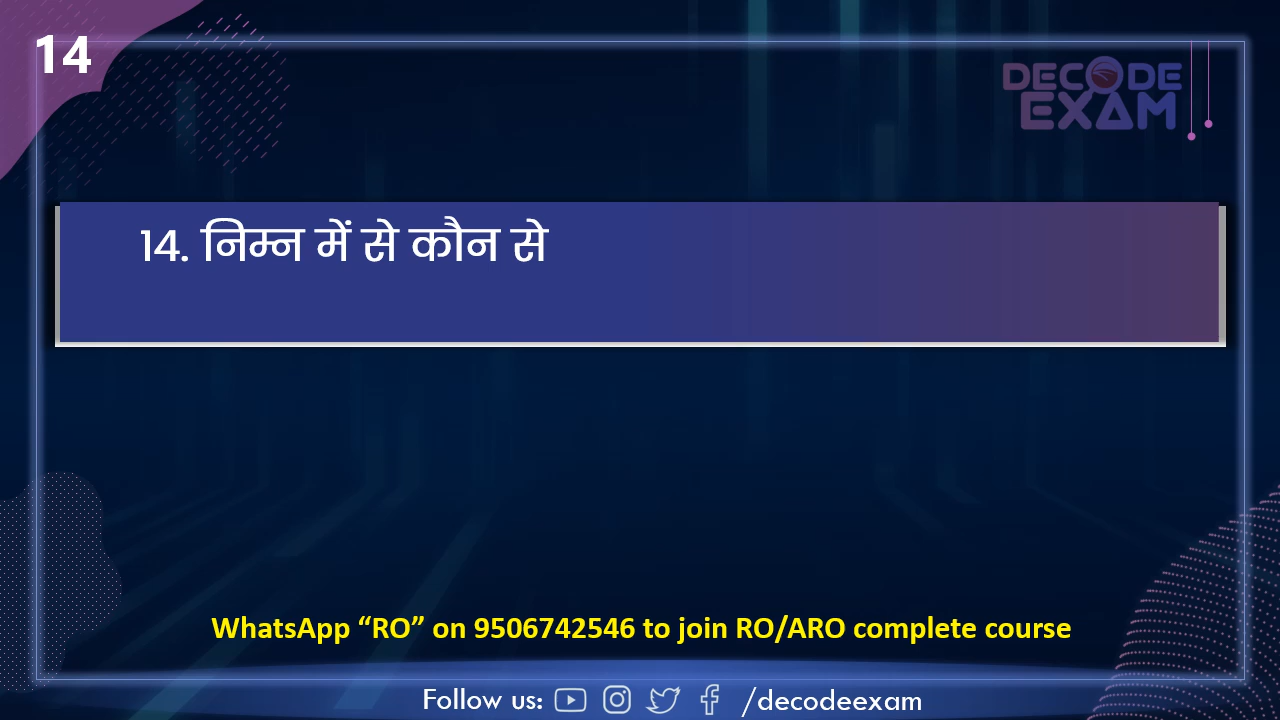 14
DECODE
EXAM
14. निम्न में से कौन से
WhatsApp “RO” on 9506742546 to join RO/ARO complete course
Follow us: /decodeexam